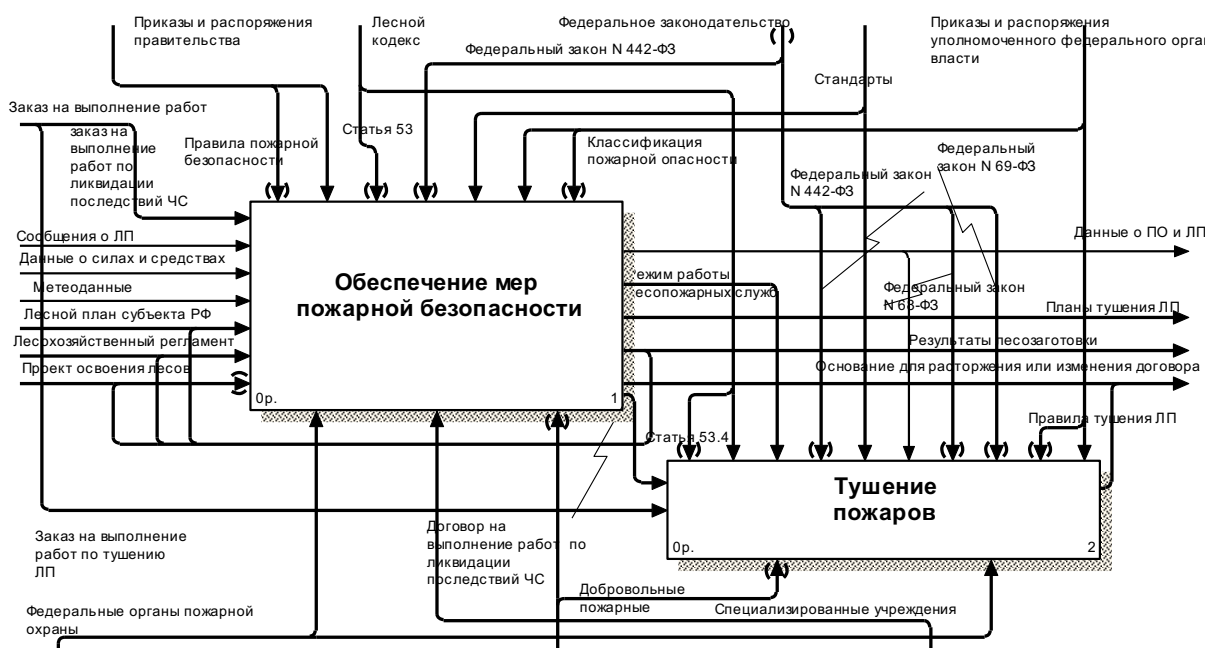 Приказы и распоряжения
правительства
Лесной
кодекс
Федеральное законодательство
Приказы и распоряжения
уполномоченного федерального орга
власти
Федеральный закон N 442-ФЗ
Стандарты
Заказ на выполнение работ
заказ на
выполнение
работ по
ликвидации
последствий ЧС
Правила пожарной
безопасности
Статья 53
Классификация
пожарной опасности
Федеральный
закон N 69-ФЗ
Федеральный закон
N 442-ФЗ
Сообщения о ЛП
Данные о силах и средствах
Метеоданные
Лесной план субъекта РФ
Лесохозяйственный регламент
Проект освоения лесов
Обеспечение мер
пожарной безопасности
0р.
1
Данные о ПО и ЛП
ежим работы
есопожарных служб
Федеральный закон
N 68-ФЗ
Планы тушения ЛП
Результаты лесозаготовки
Основание для расторжения или изменения договора
Правила тушения ЛП
Статья 53.4
Тушение
пожаров
0р.
2
Заказ на выполнение
работ по тушению
ЛП
Договор на
выполнение работ по
ликвидации
последствий ЧС
Добровольные
пожарные
Специализированные учреждения
Федеральные органы пожарной
охраны